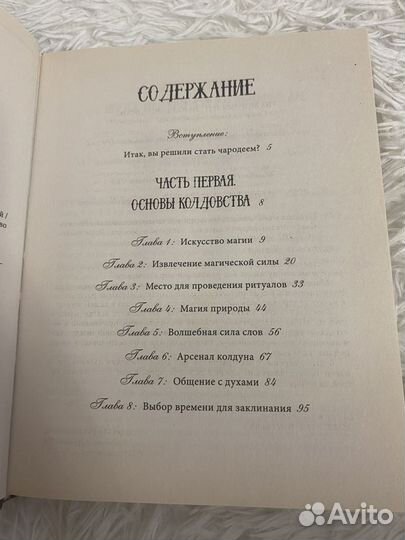 СОДЕРЖАНИЕ
Вступление:
Итак, вы решили стать чародеем? 5
ЧАСТЬ ПЕРВАЯ.
ОСНОВЫ КОЛДОВСТВА 8
Глава 1: Искусство магии 9
Глава 2: Извлечение магической силы 20
Глава 3: Место для проведения ритуалов 33
Глава 4: Магия природы 44
Глава 5: Волшебная сила слов 56
Глава 6: Арсенал колдуна 67
Глава 7: Общение с духами 84
Глава 8: Выбор времени для заклинания 95
й /
во
Avito